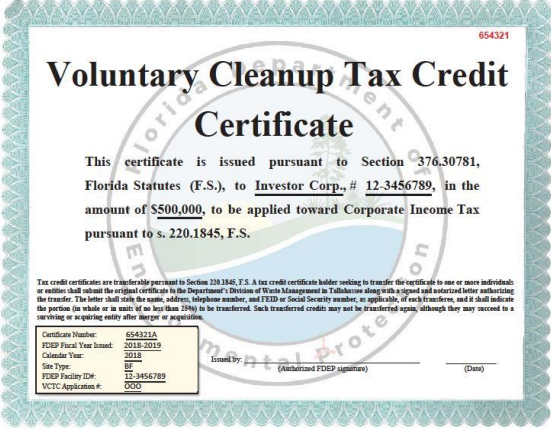 654321
Voluntary Cleanup Tax Credit
Certificate
This certificate is issued pursuant to Section 376.30781,
Florida Statutes (F.S.), to Investor Corp., # 12-3456789, in the
amount of $500,000, to be applied toward Corporate Income Tax
pursuant to s. 220.1845, F.S.
Tax credit certificates are transferable pursuant to Section 220.1845, F.S. A tax credit certificate holder seeking to transfer the certificate to one or more individuals
or entities shall submit the original certificate to the Department's Division of Waste Management in Tallahassee along with a signed and notarized letter authorizing
the transfer. The letter shall state the name, address, telephone number, and FEID or Social Security number, as applicable, of each transferee, and it shall indicate
the portion (in whole or in units of no less than 25%) to be transferred. Such transferred credits may not be transferred again, although they may succeed to a
surviving or acquiring entity after merger or acquisition.
Certificate Number: 654321A
FDEP Fiscal Year Issued: 2018-2019
Calendar Year: 2018
Site Type: BF
FDEP Facility ID#: 12-3456789
VCTC Application #: OOO
Issued by:
(Authorized FDEP signature)
(Date)
Florida Department of
Environmental Protection